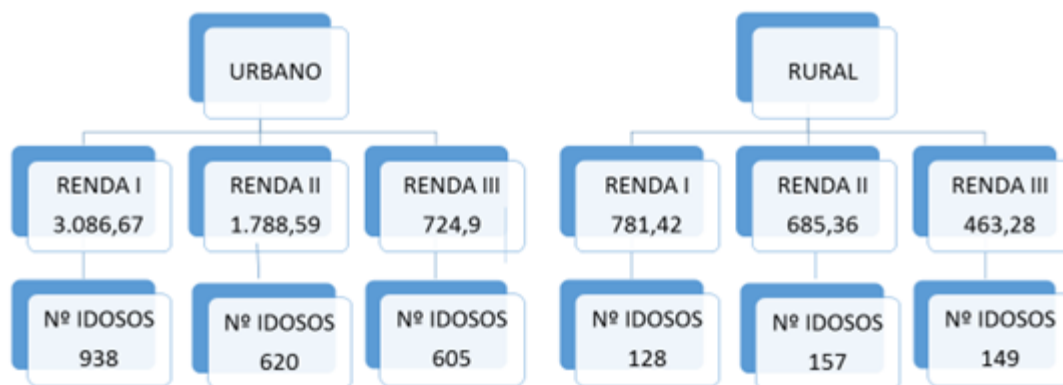 URBANO
RURAL
RENDA I
3.086,67
RENDA II
1.788,59
RENDA III
724,9
RENDA I
781,42
RENDA II
685,36
RENDA III
463,28
Nº IDOSOS
938
Nº IDOSOS
620
Nº IDOSOS
605
Nº IDOSOS
128
Nº IDOSOS
157
Nº IDOSOS
149